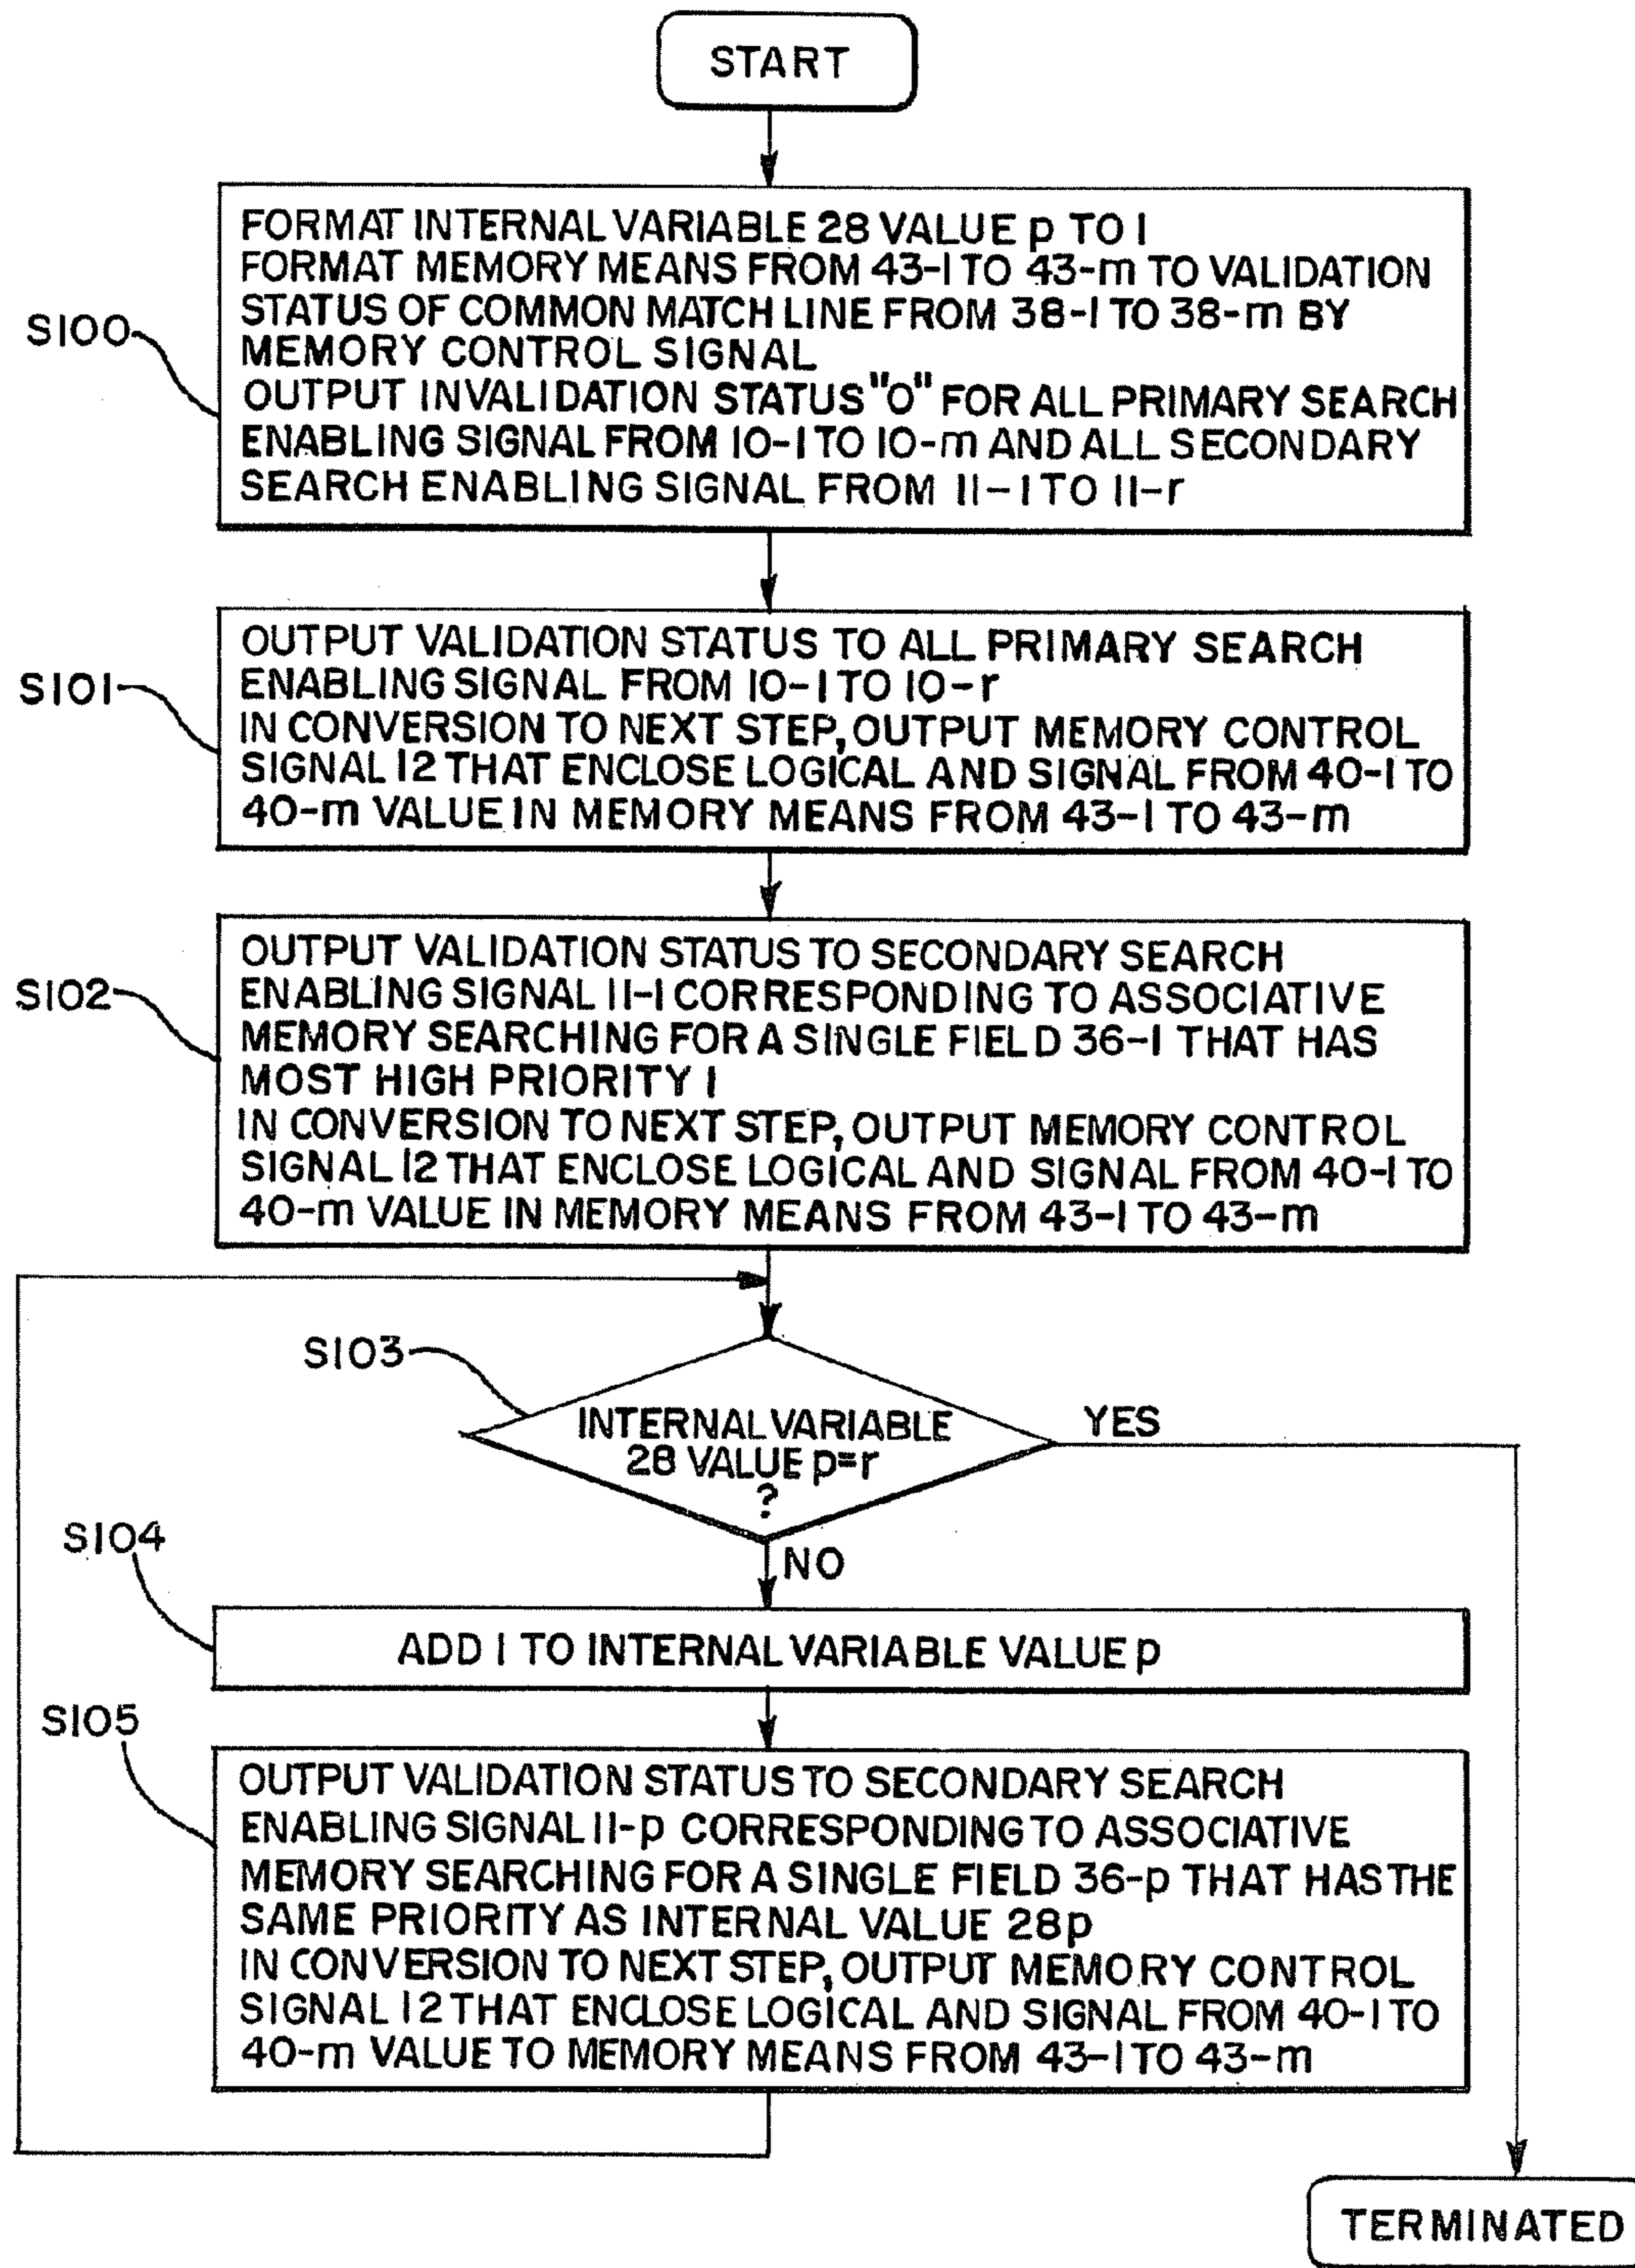 START
FORMAT INTERNAL VARIABLE 28 VALUE p TO 1
FORMAT MEMORY MEANS FROM 43-1 TO 43-m TO VALIDATION
STATUS OF COMMON MATCH LINE FROM 38-1 TO 38-m BY
MEMORY CONTROL SIGNAL
OUTPUT INVALIDATION STATUS "0" FOR ALL PRIMARY SEARCH
ENABLING SIGNAL FROM 10-1 TO 10-m AND ALL SECONDARY
SEARCH ENABLING SIGNAL FROM 11-1 TO 11-r
S100
OUTPUT VALIDATION STATUS TO ALL PRIMARY SEARCH
ENABLING SIGNAL FROM 10-1 TO 10-r
IN CONVERSION TO NEXT STEP, OUTPUT MEMORY CONTROL
SIGNAL 12 THAT ENCLOSE LOGICAL AND SIGNAL FROM 40-1 TO
40-m VALUE IN MEMORY MEANS FROM 43-1 TO 43-m
S101
OUTPUT VALIDATION STATUS TO SECONDARY SEARCH
ENABLING SIGNAL 11-1 CORRESPONDING TO ASSOCIATIVE
MEMORY SEARCHING FOR A SINGLE FIELD 36-1 THAT HAS
MOST HIGH PRIORITY 1
IN CONVERSION TO NEXT STEP, OUTPUT MEMORY CONTROL
SIGNAL 12 THAT ENCLOSE LOGICAL AND SIGNAL FROM 40-1 TO
40-m VALUE IN MEMORY MEANS FROM 43-1 TO 43-m
S102
S103
INTERNAL VARIABLE
28 VALUE p=r
?
YES
NO
S104
ADD 1 TO INTERNAL VARIABLE VALUE p
S105
OUTPUT VALIDATION STATUS TO SECONDARY SEARCH
ENABLING SIGNAL 11-p CORRESPONDING TO ASSOCIATIVE
MEMORY SEARCHING FOR A SINGLE FIELD 36-p THAT HAS THE
SAME PRIORITY AS INTERNAL VALUE 28p
IN CONVERSION TO NEXT STEP, OUTPUT MEMORY CONTROL
SIGNAL 12 THAT ENCLOSE LOGICAL AND SIGNAL FROM 40-1 TO
40-m VALUE TO MEMORY MEANS FROM 43-1 TO 43-m
TERMINATED